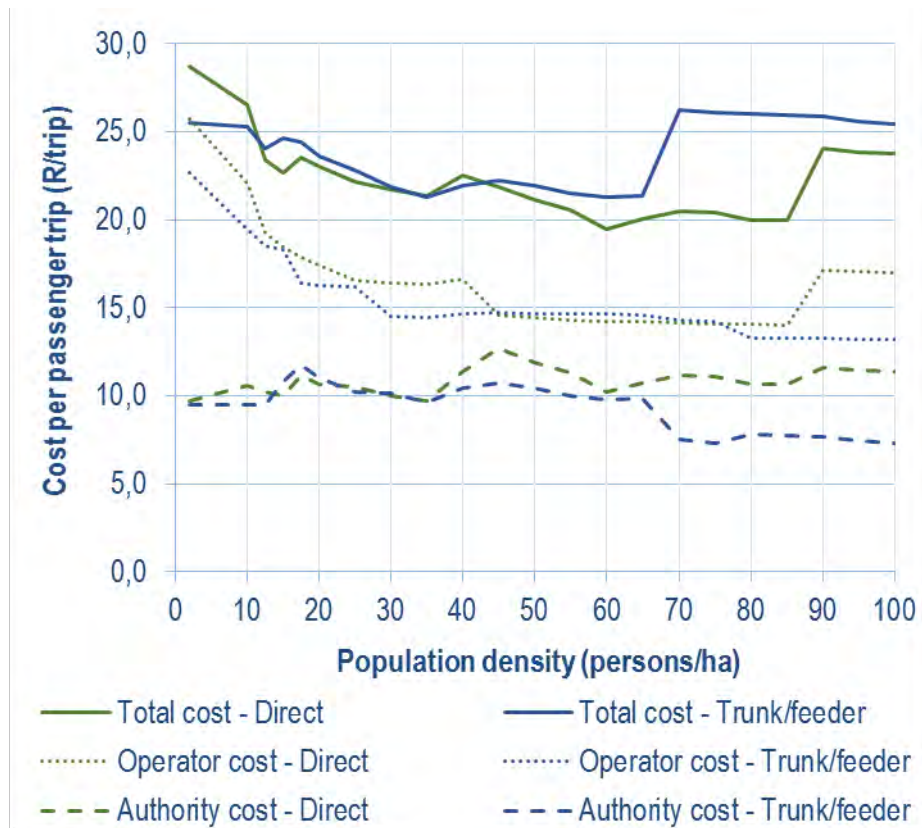 30,0
25,0
20,0
15,0
10,0
5,0
0,0
Cost per passenger trip (R/trip)
0 10 20 30 40 50 60 70 80 90 100
Population density (persons/ha)
Total cost - Direct Total cost - Trunk/feeder
Operator cost - Direct Operator cost - Trunk/feeder
Authority cost - Direct Authority cost - Trunk/feeder